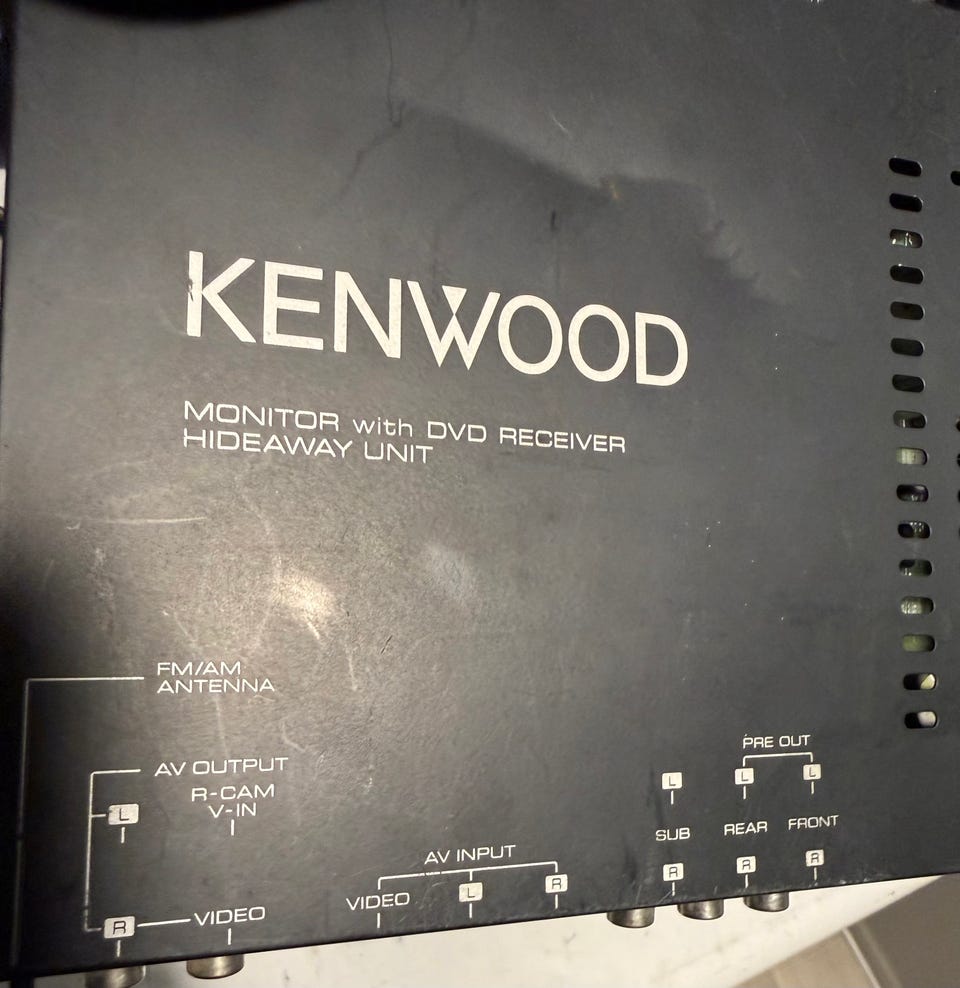 KENWOOD
MONITOR with DVD RECEIVER
HIDEAWAY UNIT
FM/AM
ANTENNA
AV OUTPUT
L
R-CAM
V-IN
R
VIDEO
AV INPUT
VIDEO
L
R
PRE OUT
L
L
L
SUB
REAR
FRONT
R
R
R